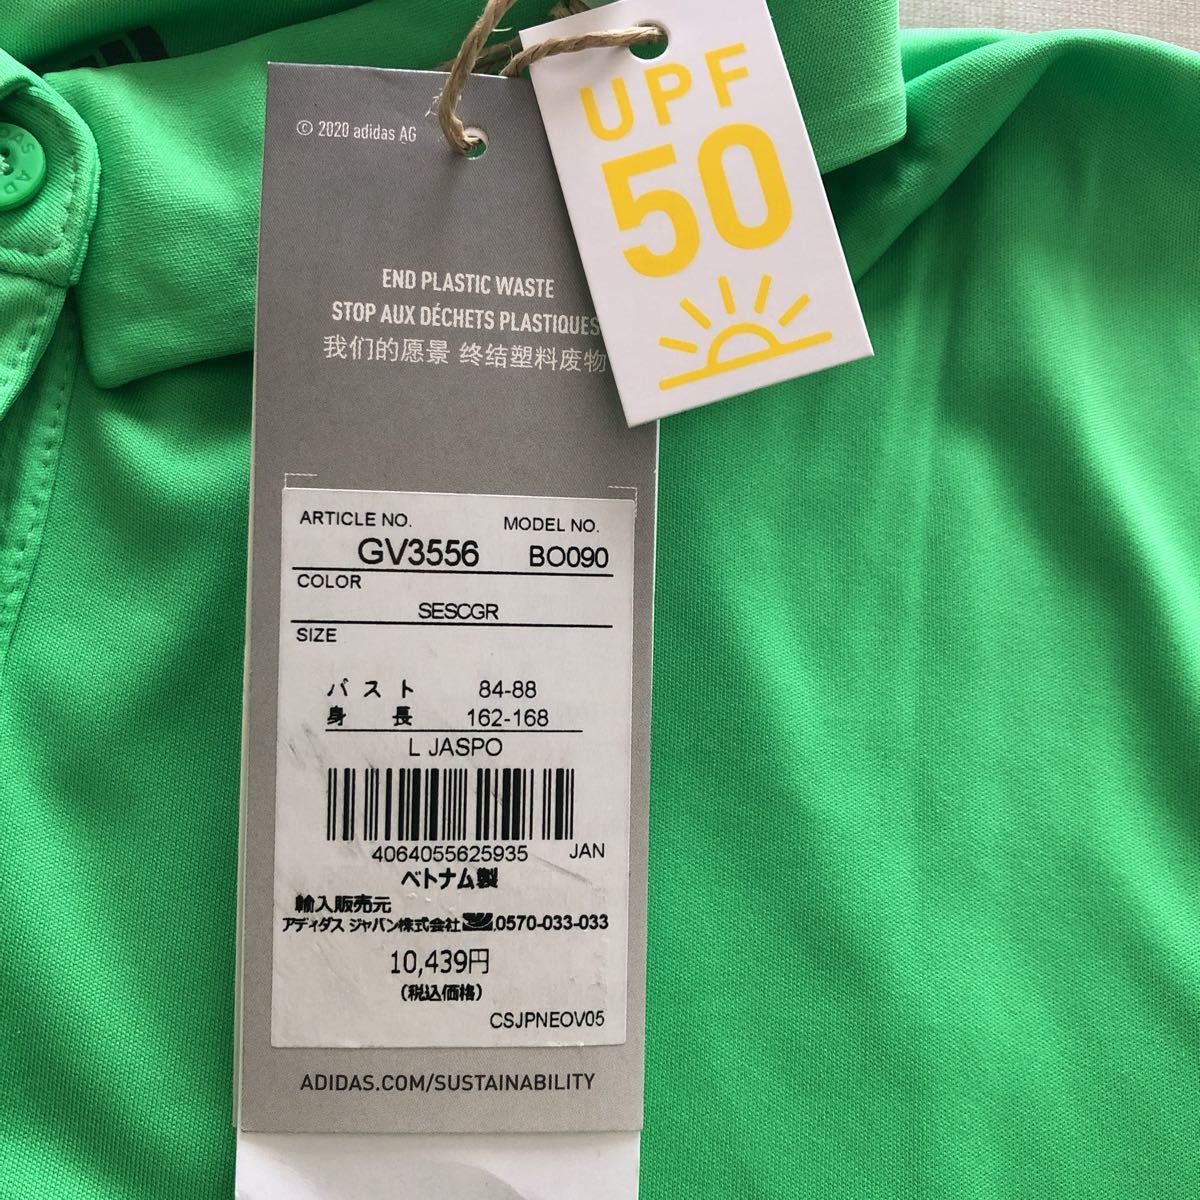 © 2020 adidas AG
UPF
50
END PLASTIC WASTE
STOP AUX DÉCHETS PLASTIQUES
我们的愿景 终结塑料废物
ARTICLE NO. MODEL NO.
GV3556 BO090
COLOR
SESCGR
SIZE
バスト 84-88
身長 162-168
L JASPO
4064055625935 JAN
ベトナム製
輸入販売元
アディダス ジャパン株式会社 0570-033-033
10,439円
(税込価格)
CSJPNEOV05
ADIDAS.COM/SUSTAINABILITY